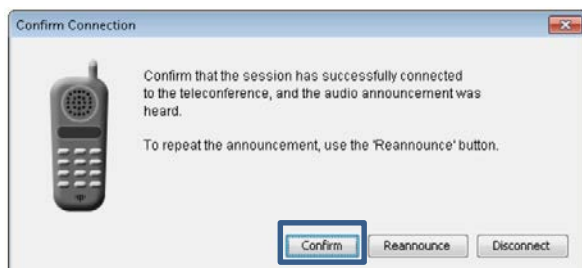 Confirm Connection
Confirm that the session has successfully connected
to the teleconference, and the audio announcement was
heard.
To repeat the announcement, use the 'Reannounce' button.
Confirm Reannounce Disconnect